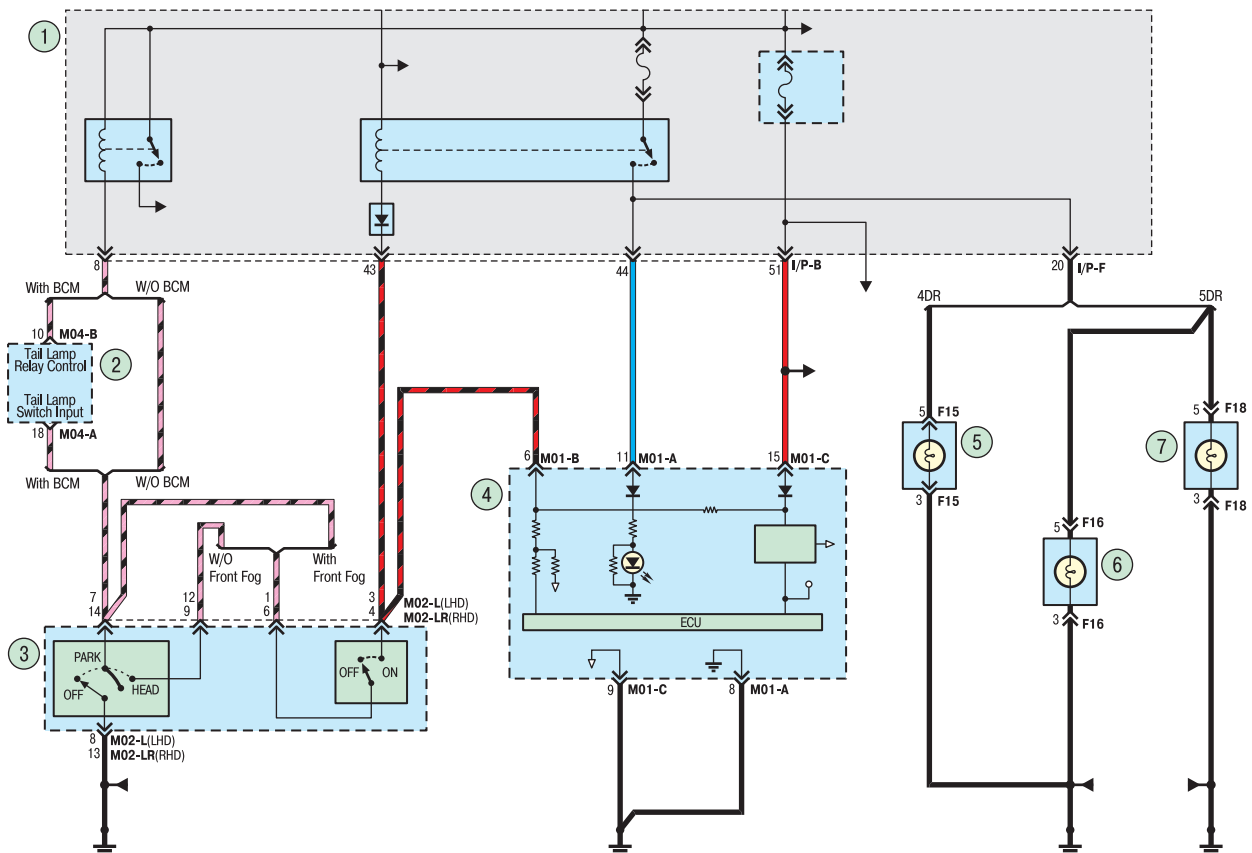 1
8
43
44
51
I/P-B
20
I/P-F
With BCM
W/O BCM
4DR
5DR
10 M04-B
Tail Lamp
Relay Control
2
Tail Lamp
Switch Input
18 M04-A
With BCM
W/O BCM
5 F15
5
3 F15
5 F18
7
3 F18
6 M01-B
11 M01-A
15 M01-C
4
5 F16
6
3 F16
W/O
Front Fog
With
Front Fog
7
14
12
9
1
6
3
4
M02-L(LHD)
M02-LR(RHD)
ECU
3
PARK
OFF
HEAD
OFF
ON
9 M01-C
8 M01-A
8 M02-L(LHD)
13 M02-LR(RHD)